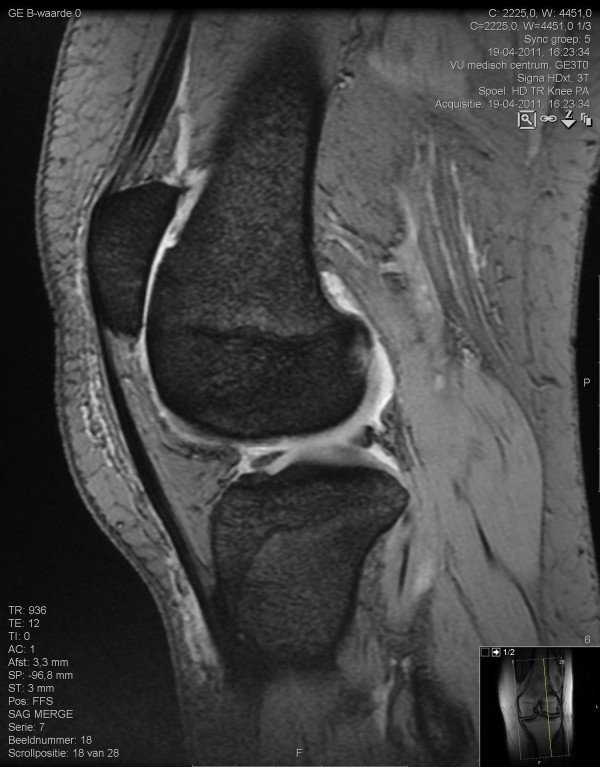 GE B-waarde 0
C: 2225,0, W: 4451,0
C=2225,0, W=4451,0 1/3
Sync groep: 5
19-04-2011, 16:23:34
VU medisch centrum, GE3T0
Signa HDxt, 3T
Spoel: HD TR Knee PA
Acquisitie: 19-04-2011, 16:23:34
Z
P
TR: 936
TE: 12
TI: 0
AC: 1
Afst: 3,3 mm
SP: -96,8 mm
ST: 3 mm
Pos: FFS
SAG MERGE
Serie: 7
Beeldnummer: 18
Scrollpositie: 18 van 28
F
6
1/2
L